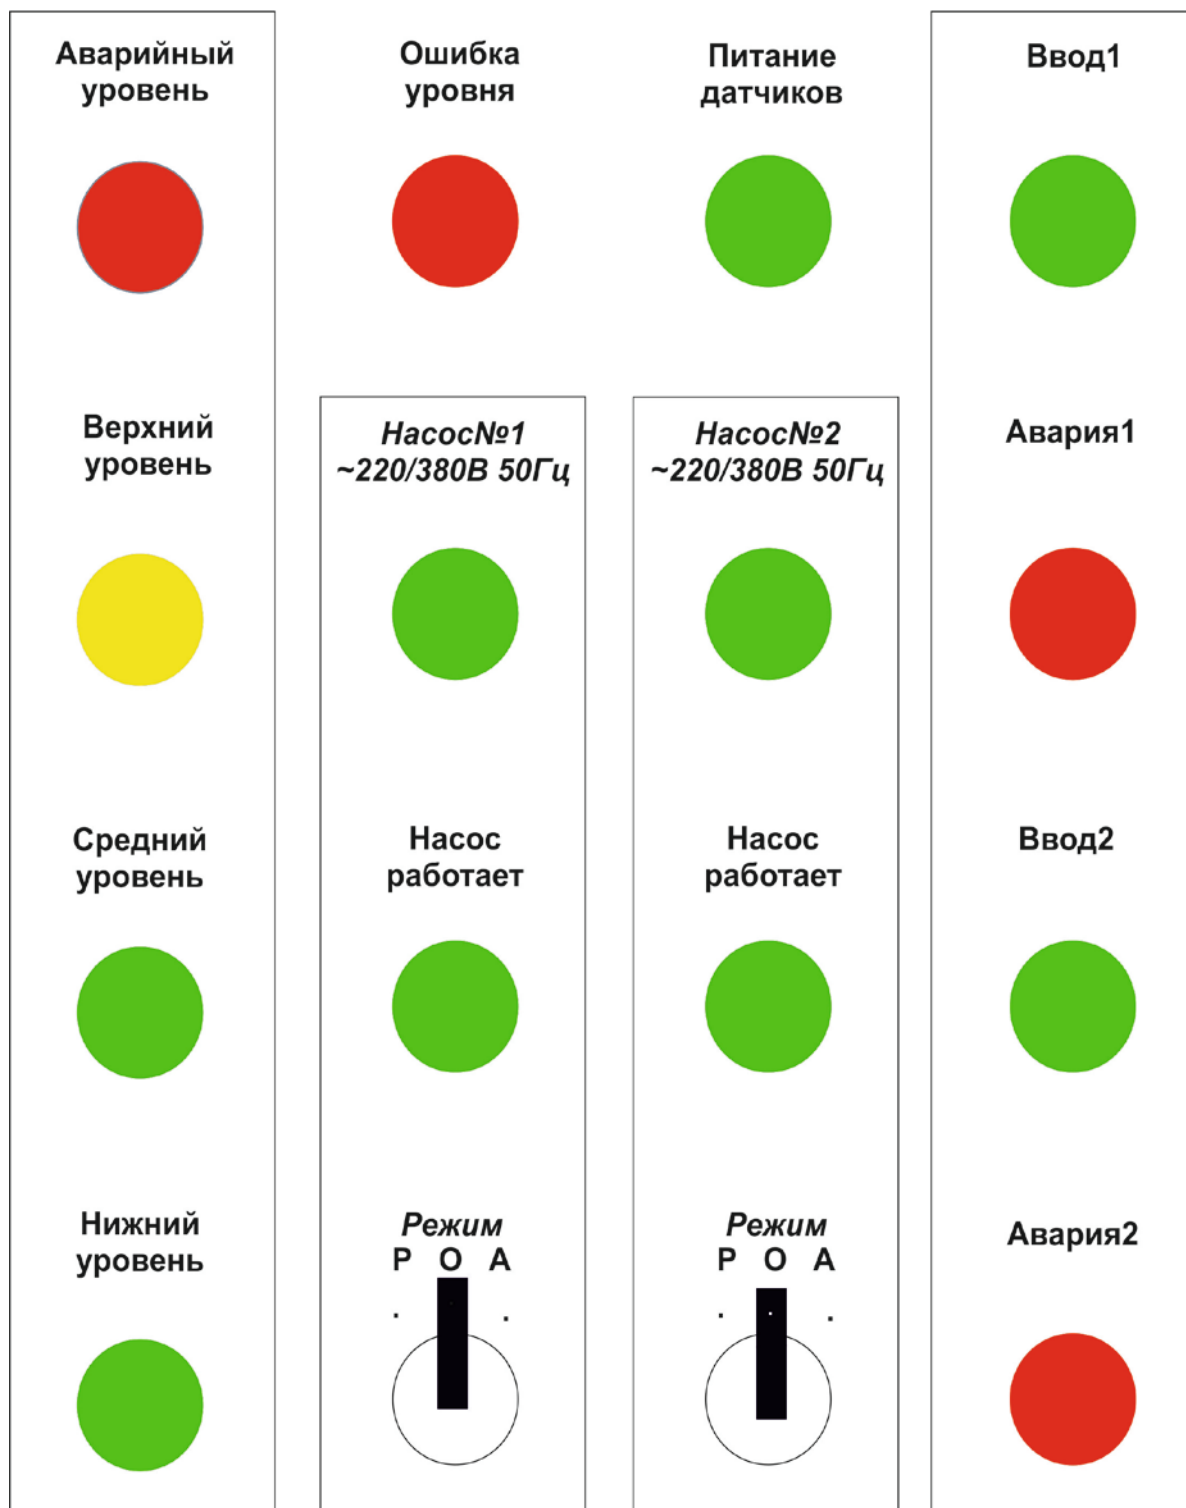 Аварийный
уровень
Ошибка
уровня
Питание
датчиков
Ввод1
Верхний
уровень
Насос№1
~220/380В 50Гц
Насос№2
~220/380В 50Гц
Авария1
Средний
уровень
Насос
работает
Насос
работает
Ввод2
Нижний
уровень
Режим
Р О А
Режим
Р О А
Авария2